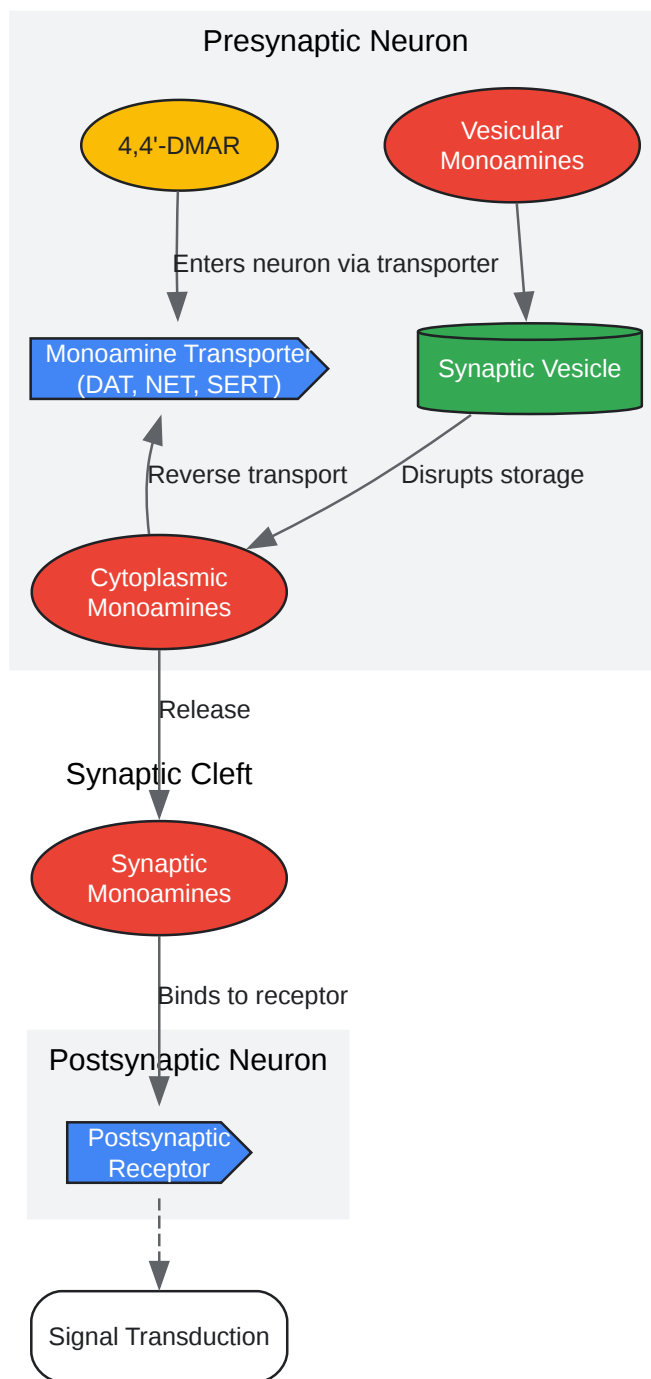 Presynaptic Neuron
4,4'-DMAR
Vesicular
Monoamines
Enters neuron via transporter
Monoamine Transporter
(DAT, NET, SERT)
Synaptic Vesicle
Reverse transport
Disrupts storage
Cytoplasmic
Monoamines
Release
Synaptic Cleft
Synaptic
Monoamines
Binds to receptor
Postsynaptic Neuron
Postsynaptic
Receptor
Signal Transduction